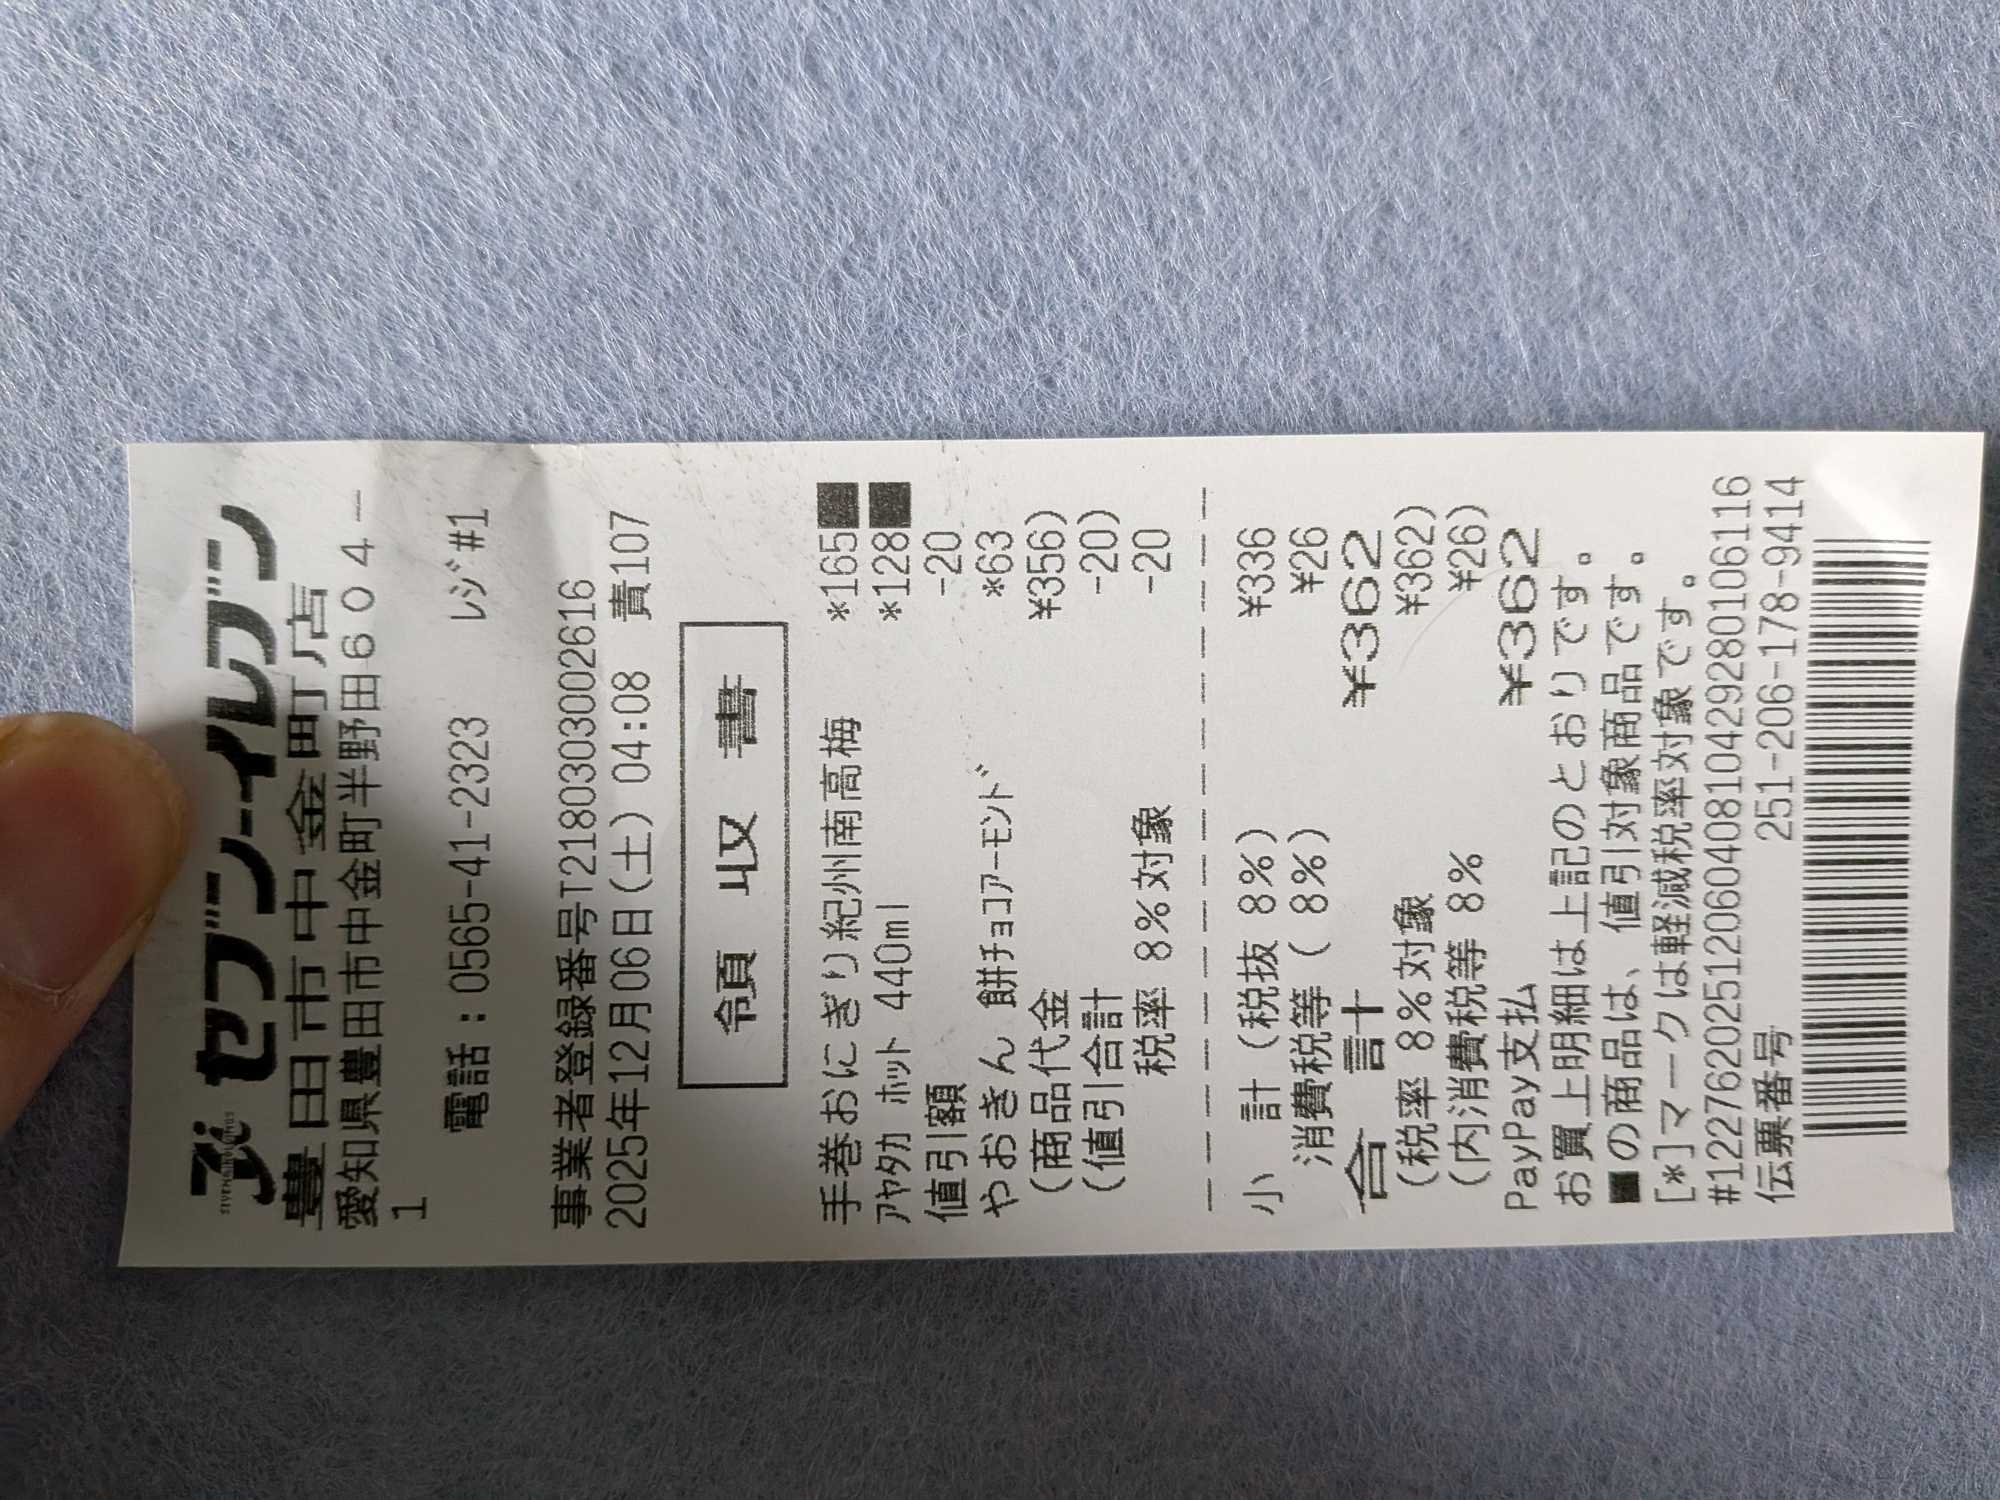 セブン-イレブン
豊田市中金町店
愛知県豊田市中金町半野田604-
1
電話:0565-41-2323 レジ#1
事業者登録番号T2180303002616
2025年12月06日(土) 04:08 責107
領 収 書
手巻おにぎり紀州南高梅 *165■
アヤタカ ホット 440ml *128■
値引額 -20
やおきん 餅チョコアーモンド *63
(商品代金 ¥356)
(値引合計 -20)
税率 8%対象 -20
小 計(税抜 8%) ¥336
消費税等( 8%) ¥26
合 計 ¥362
(税率 8%対象 ¥362)
(内消費税等 8% ¥26)
PayPay支払 ¥362
お買上明細は上記のとおりです。
■の商品は、値引対象商品です。
[*]マークは軽減税率対象です。
#122762025120604081042928010​6116
伝票番号 251-206-178-9414